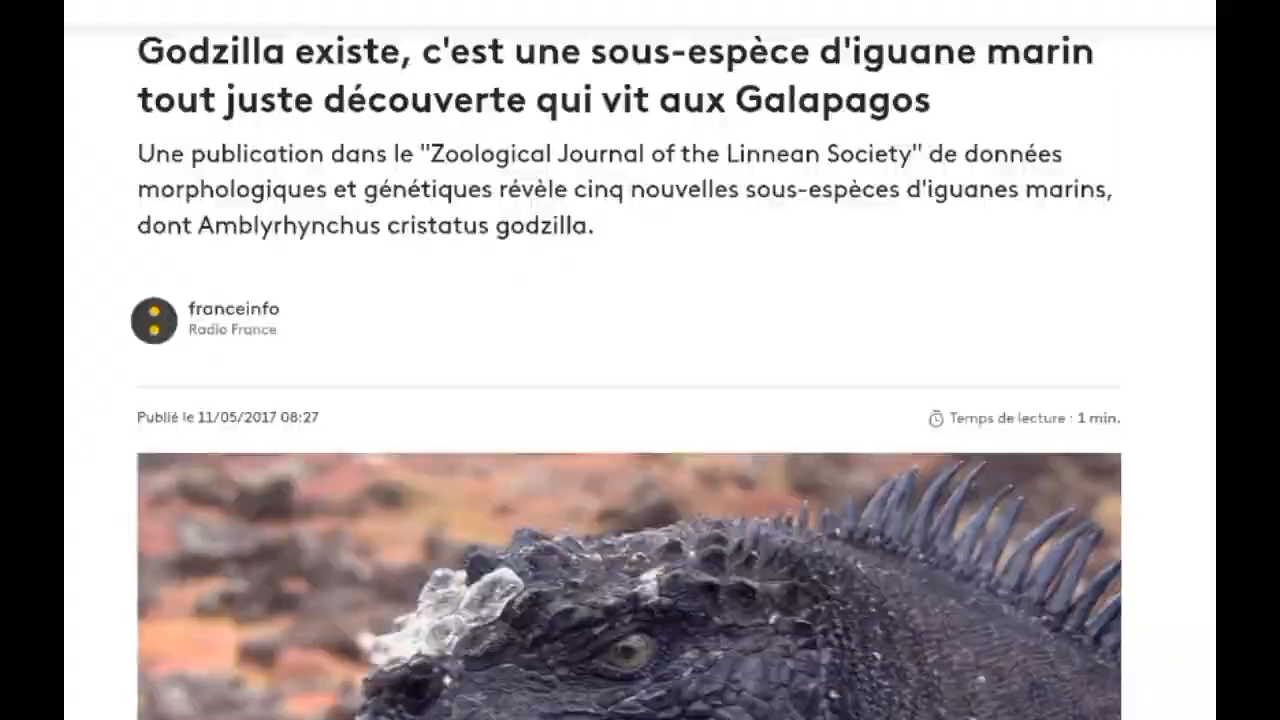 Godzilla existe, c'est une sous-espèce d'iguane marin
tout juste découverte qui vit aux Galapagos
Une publication dans le "Zoological Journal of the Linnean Society" de données
morphologiques et génétiques révèle cinq nouvelles sous-espèces d'iguanes marins,
dont Amblyrhynchus cristatus godzilla.
franceinfo
Radio France
Publié le 11/05/2017 08:27
Temps de lecture : 1 min.